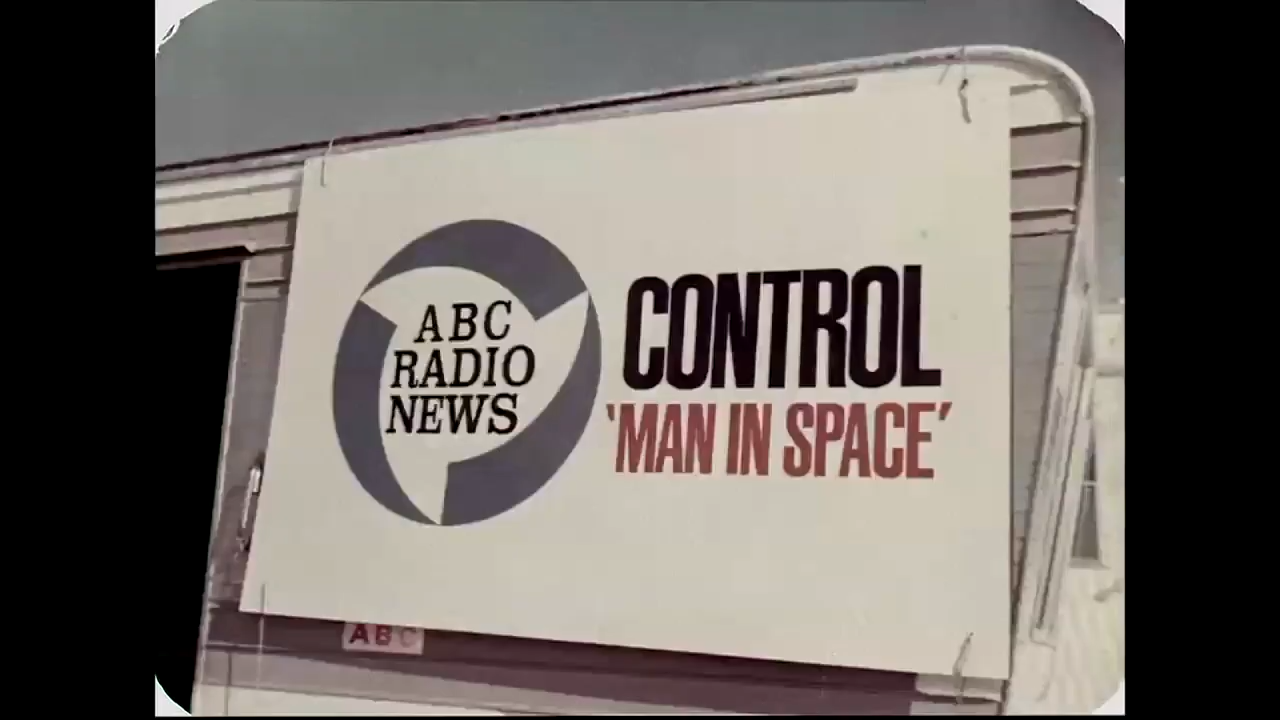 ABC
RADIO
NEWS
CONTROL
'MAN IN SPACE'
ABC